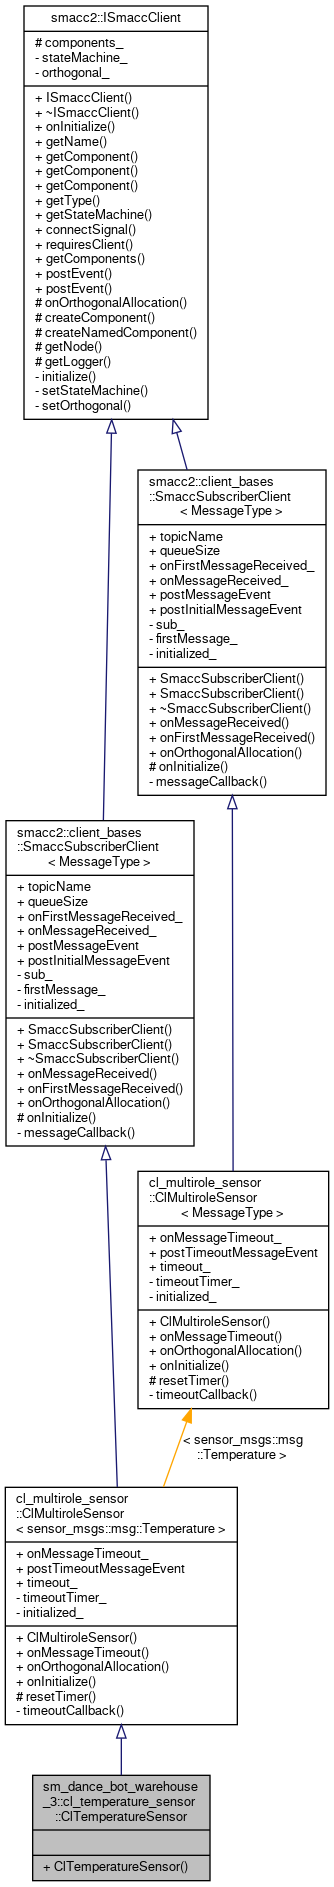 smacc2::ISmaccClient
# components_
- stateMachine_
- orthogonal_
+ ISmaccClient()
+ ~ISmaccClient()
+ onInitialize()
+ getName()
+ getComponent()
+ getComponent()
+ getComponent()
+ getType()
+ getStateMachine()
+ connectSignal()
+ requiresClient()
+ getComponents()
+ postEvent()
+ postEvent()
# onOrthogonalAllocation()
# createComponent()
# createNamedComponent()
# getNode()
# getLogger()
- initialize()
- setStateMachine()
- setOrthogonal()
smacc2::client_bases
::SmaccSubscriberClient
< MessageType >
+ topicName
+ queueSize
+ onFirstMessageReceived_
+ onMessageReceived_
+ postMessageEvent
+ postInitialMessageEvent
- sub_
- firstMessage_
- initialized_
+ SmaccSubscriberClient()
+ SmaccSubscriberClient()
+ ~SmaccSubscriberClient()
+ onMessageReceived()
+ onFirstMessageReceived()
+ onOrthogonalAllocation()
# onInitialize()
- messageCallback()
smacc2::client_bases
::SmaccSubscriberClient
< MessageType >
+ topicName
+ queueSize
+ onFirstMessageReceived_
+ onMessageReceived_
+ postMessageEvent
+ postInitialMessageEvent
- sub_
- firstMessage_
- initialized_
+ SmaccSubscriberClient()
+ SmaccSubscriberClient()
+ ~SmaccSubscriberClient()
+ onMessageReceived()
+ onFirstMessageReceived()
+ onOrthogonalAllocation()
# onInitialize()
- messageCallback()
cl_multirole_sensor
::ClMultiroleSensor
< MessageType >
+ onMessageTimeout_
+ postTimeoutMessageEvent
+ timeout_
- timeoutTimer_
- initialized_
+ ClMultiroleSensor()
+ onMessageTimeout()
+ onOrthogonalAllocation()
+ onInitialize()
# resetTimer()
- timeoutCallback()
< sensor_msgs::msg
::Temperature >
cl_multirole_sensor
::ClMultiroleSensor
< sensor_msgs::msg::Temperature >
+ onMessageTimeout_
+ postTimeoutMessageEvent
+ timeout_
- timeoutTimer_
- initialized_
+ ClMultiroleSensor()
+ onMessageTimeout()
+ onOrthogonalAllocation()
+ onInitialize()
# resetTimer()
- timeoutCallback()
sm_dance_bot_warehouse
_3::cl_temperature_sensor
::ClTemperatureSensor
+ ClTemperatureSensor()